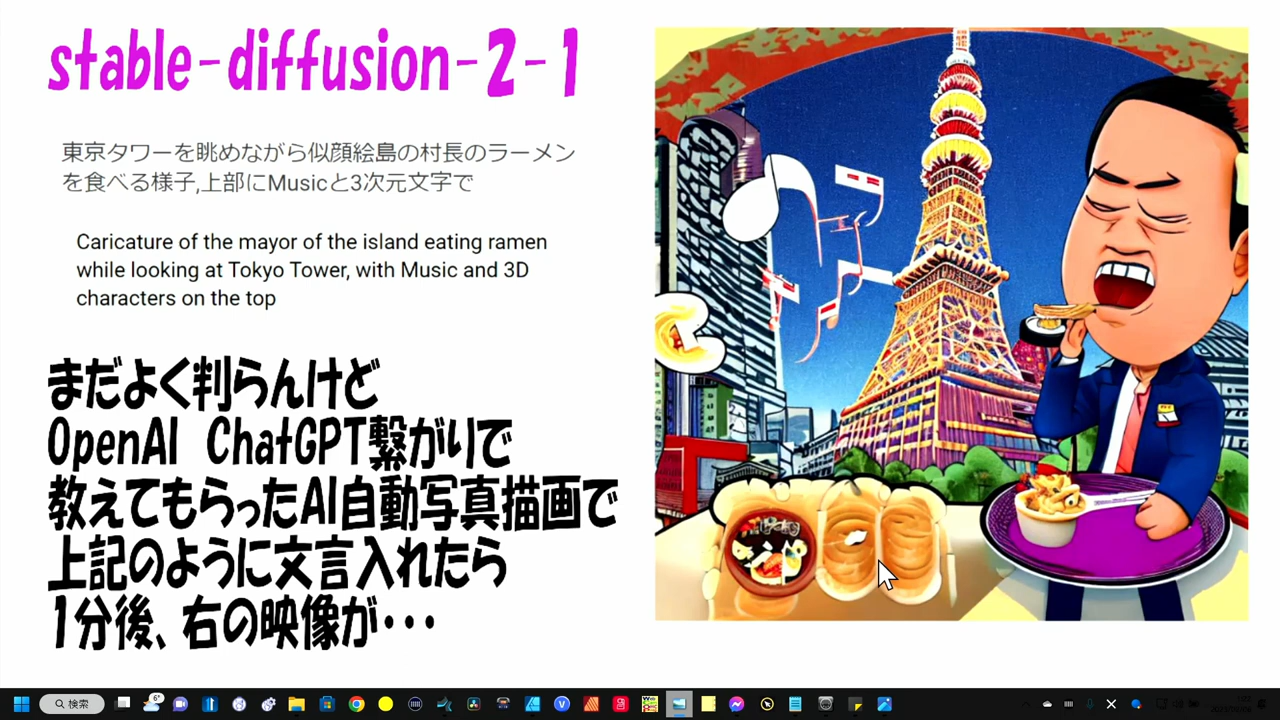 stable-diffusion-2-1
東京タワーを眺めながら似顔絵島の村長のラーメン
を食べる様子,上部にMusicと3次元文字で
Caricature of the mayor of the island eating ramen
while looking at Tokyo Tower, with Music and 3D
characters on the top
まだよく判らんけど
OpenAI ChatGPT繋がりで
教えてもらったAI自動写真描画で
上記のように文言入れたら
1分後、右の映像が・・・
6°
検索